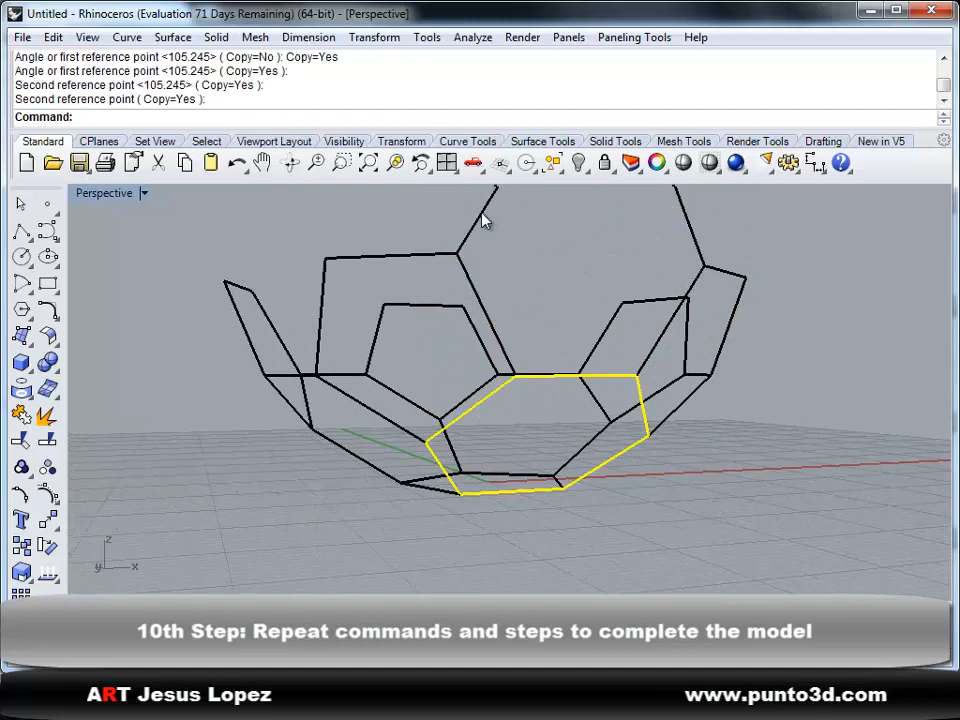 Untitled - Rhinoceros (Evaluation 71 Days Remaining) (64-bit) - [Perspective]
File Edit View Curve Surface Solid Mesh Dimension Transform Tools Analyze Render Panels Paneling Tools Help
Angle or first reference point <105.245> ( Copy=No ): Copy=Yes
Angle or first reference point <105.245> ( Copy=Yes ):
Second reference point <105.245> ( Copy=Yes ):
Second reference point ( Copy=Yes ):
Command:
Standard CPlanes Set View Select Viewport Layout Visibility Transform Curve Tools Surface Tools Solid Tools Mesh Tools Render Tools Drafting New in V5
Perspective
z
y x
10th Step: Repeat commands and steps to complete the model
ART Jesus Lopez www.punto3d.com